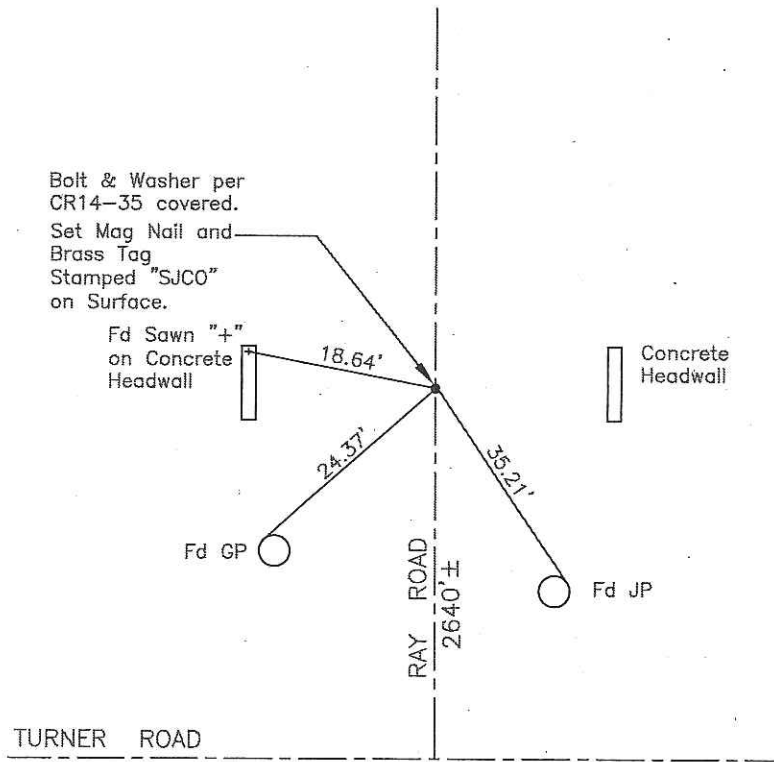 Bolt & Washer per
CR14-35 covered.
Set Mag Nail and
Brass Tag
Stamped "SJCO"
on Surface.
Fd Sawn "+"
on Concrete
Headwall
18.64'
Concrete
Headwall
24.37'
35.21'
Fd GP
Fd JP
RAY ROAD
2640'±
TURNER ROAD